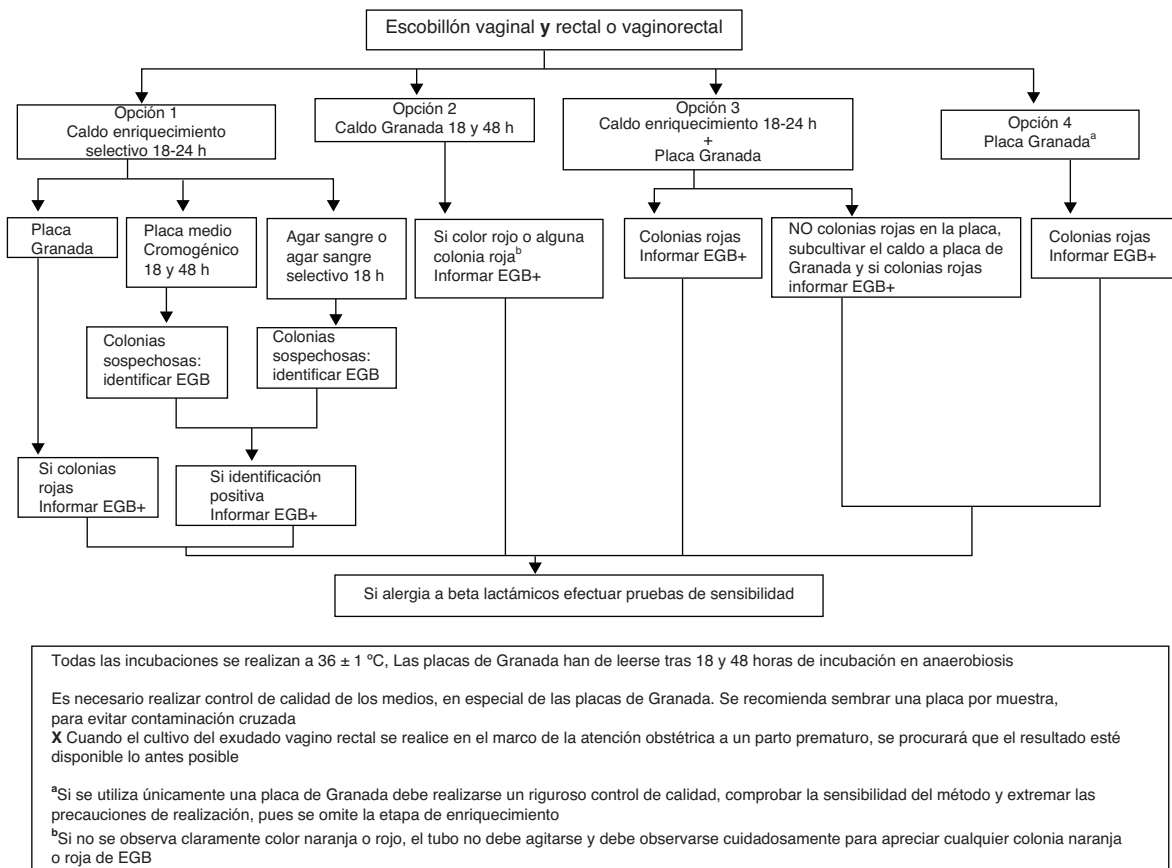 Escobillón vaginal y rectal o vaginorectal
Opción 1
Caldo enriquecimiento
selectivo 18-24 h
Opción 2
Caldo Granada 18 y 48 h
Opción 3
Caldo enriquecimiento 18-24 h
+
Placa Granada
Opción 4
Placa Granadaa
Placa
Granada
Placa medio
Cromogénico
18 y 48 h
Agar sangre o
agar sangre
selectivo 18 h
Si color rojo o alguna
colonia rojab
Informar EGB+
Colonias rojas
Informar EGB+
NO colonias rojas en la placa,
subcultivar el caldo a placa de
Granada y si colonias rojas
informar EGB+
Colonias rojas
Informar EGB+
Colonias
sospechosas:
identificar EGB
Colonias
sospechosas:
identificar EGB
Si colonias
rojas
Informar EGB+
Si identificación
positiva
Informar EGB+
Si alergia a beta lactámicos efectuar pruebas de sensibilidad
Todas las incubaciones se realizan a 36 ± 1 ºC, Las placas de Granada han de leerse tras 18 y 48 horas de incubación en anaerobiosis
Es necesario realizar control de calidad de los medios, en especial de las placas de Granada. Se recomienda sembrar una placa por muestra,
para evitar contaminación cruzada
X Cuando el cultivo del exudado vagino rectal se realice en el marco de la atención obstétrica a un parto prematuro, se procurará que el resultado esté
disponible lo antes posible
aSi se utiliza únicamente una placa de Granada debe realizarse un riguroso control de calidad, comprobar la sensibilidad del método y extremar las
precauciones de realización, pues se omite la etapa de enriquecimiento
bSi no se observa claramente color naranja o rojo, el tubo no debe agitarse y debe observarse cuidadosamente para apreciar cualquier colonia naranja
o roja de EGB